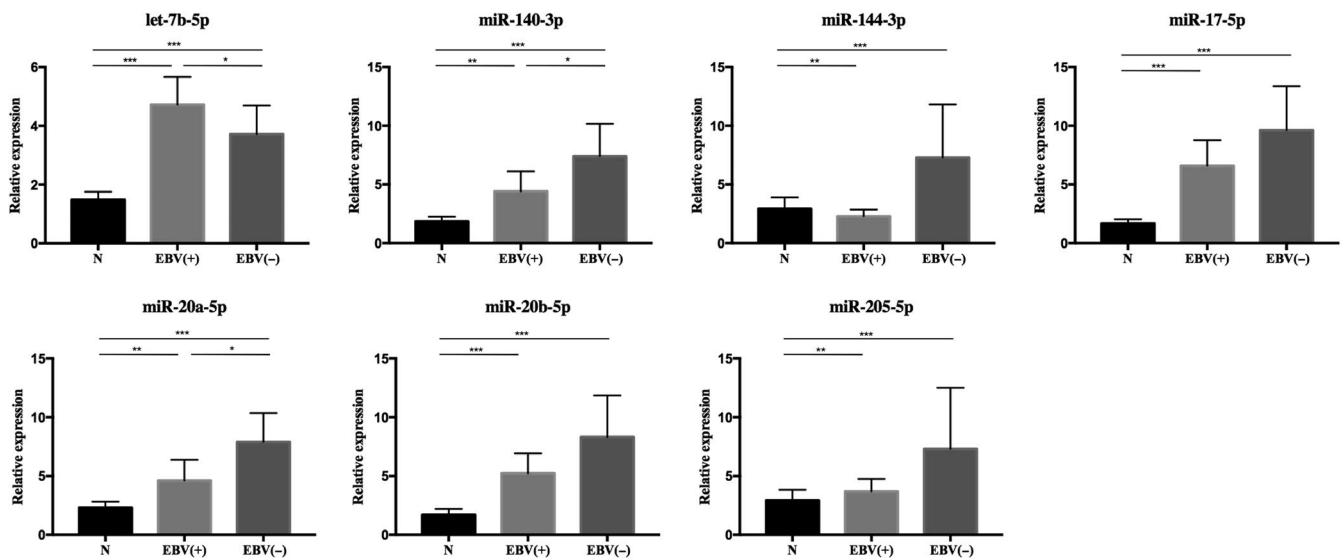 let-7b-5p
***
*** *
Relative expression
6
4
2
0
N EBV(+) EBV(–)
miR-140-3p
***
** *
Relative expression
15
10
5
0
N EBV(+) EBV(–)
miR-144-3p
***
**
Relative expression
15
10
5
0
N EBV(+) EBV(–)
miR-17-5p
***
***
Relative expression
15
10
5
0
N EBV(+) EBV(–)
miR-20a-5p
***
** *
Relative expression
15
10
5
0
N EBV(+) EBV(–)
miR-20b-5p
***
***
Relative expression
15
10
5
0
N EBV(+) EBV(–)
miR-205-5p
***
**
Relative expression
15
10
5
0
N EBV(+) EBV(–)